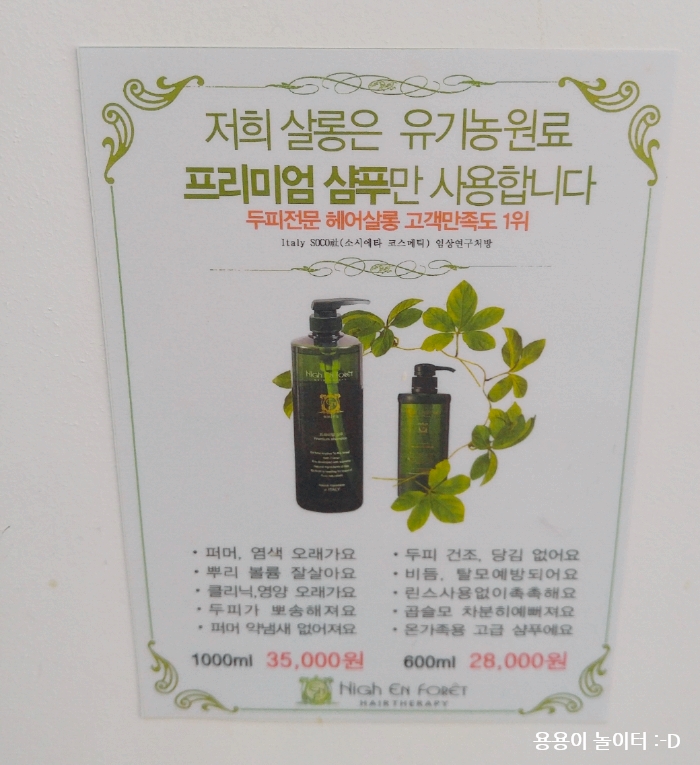 저희 살롱은 유기농원료
프리미엄 샴푸만 사용합니다
두피전문 헤어살롱 고객만족도 1위
Italy SOCO社(소시에타 코스메틱) 임상연구처방
High En Forêt
• 퍼머, 염색 오래가요
• 뿌리 볼륨 잘살아요
• 클리닉,영양 오래가요
• 두피가 뽀송해져요
• 퍼머 약냄새 없어져요
• 두피 건조, 당김 없어요
• 비듬, 탈모예방되어요
• 린스사용없이촉촉해요
• 곱슬모 차분히예뻐져요
• 온가족용 고급 샴푸에요
1000ml 35,000원
600ml 28,000원
High En Forêt
HAIRTHERAPY
용용이 놀이터 :-D